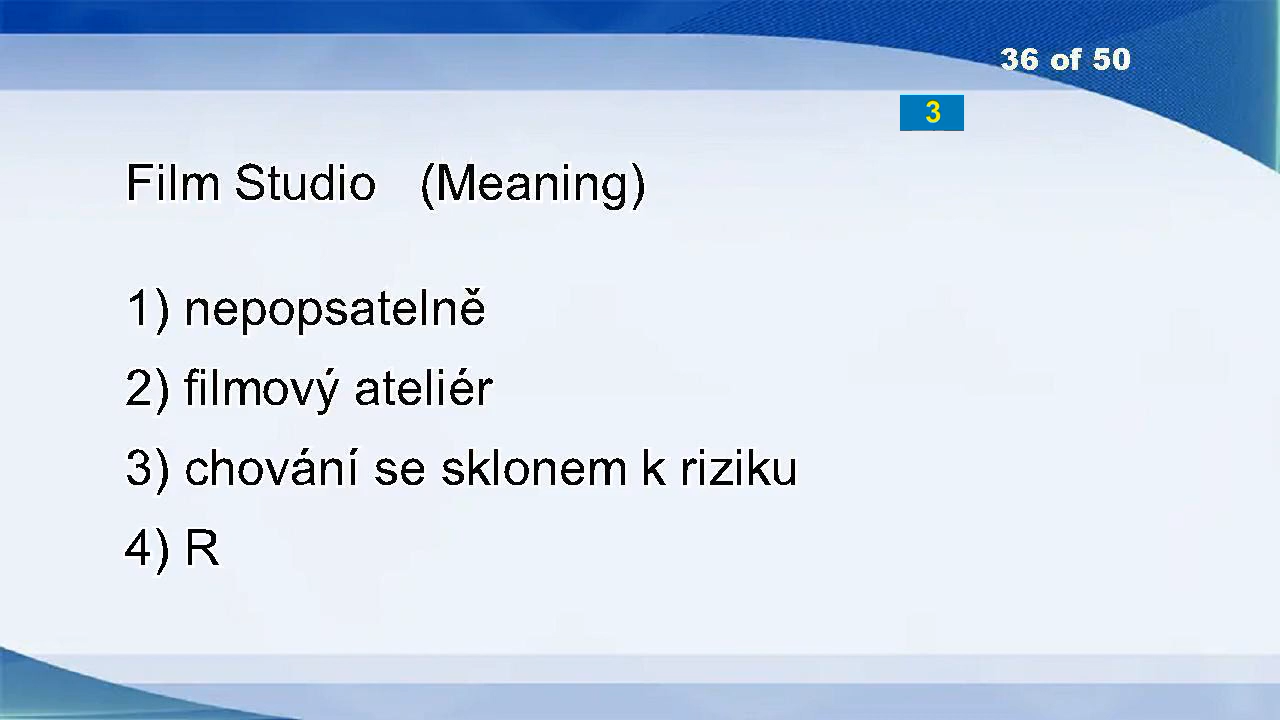 36 of 50
3
Film Studio (Meaning)
1) nepopsatelně
2) filmový ateliér
3) chování se sklonem k riziku
4) R